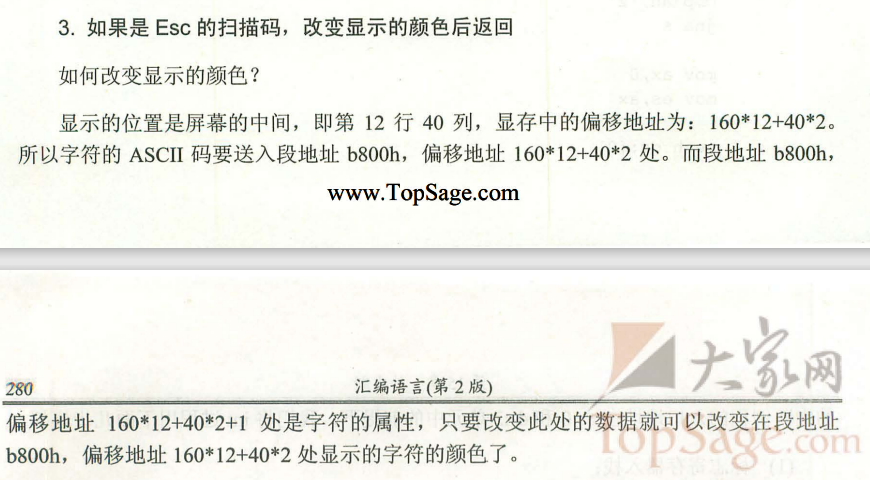 3. 如果是 Esc 的扫描码，改变显示的颜色后返回
如何改变显示的颜色？
显示的位置是屏幕的中间，即第 12 行 40 列，显存中的偏移地址为：160*12+40*2。
所以字符的 ASCII 码要送入段地址 b800h，偏移地址 160*12+40*2 处。而段地址 b800h，
www.TopSage.com
大家网
280 汇编语言(第 2 版)
偏移地址 160*12+40*2+1 处是字符的属性，只要改变此处的数据就可以改变在段地址
TopSage.com
b800h，偏移地址 160*12+40*2 处显示的字符的颜色了。